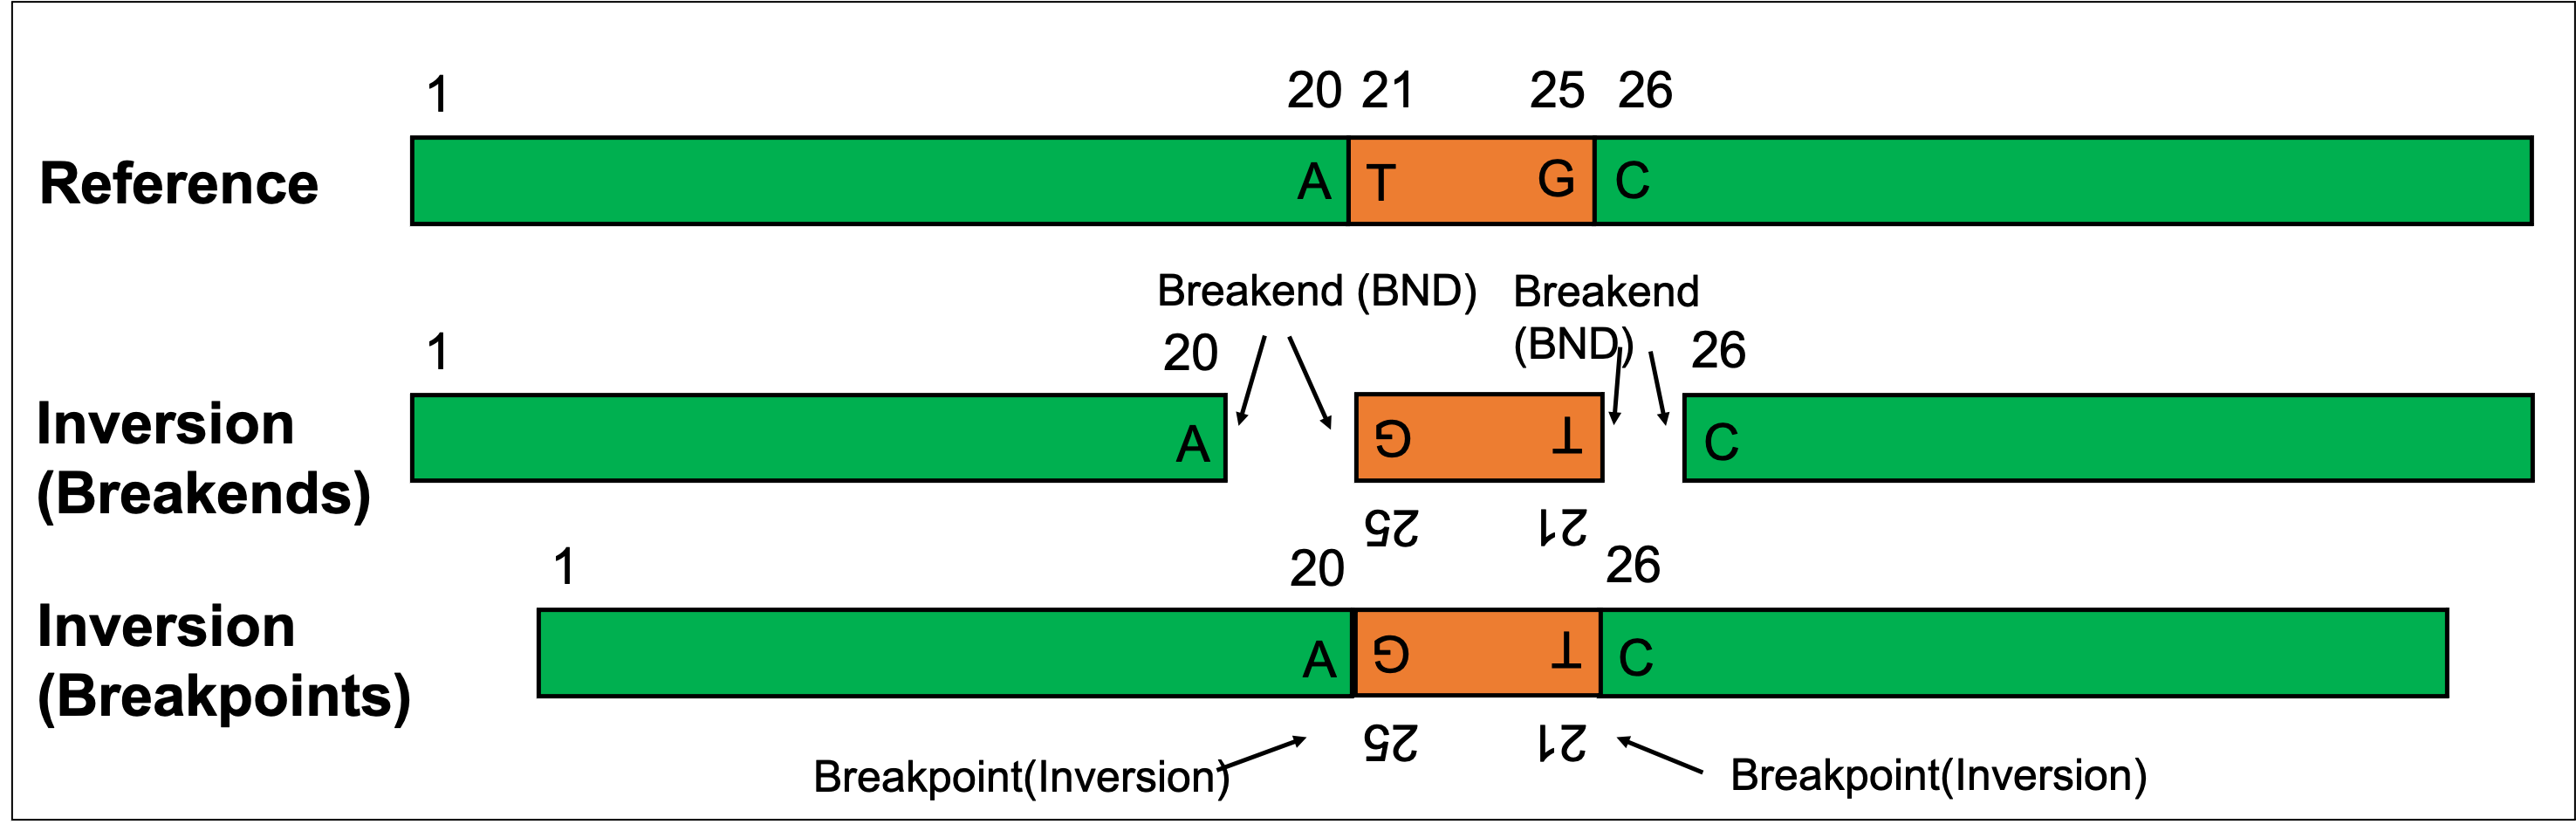 1 20 21 25 26
Reference
A T G C
Breakend (BND) Breakend
(BND)
1 20 26
Inversion
(Breakends)
A G T C
25 21
1 20 26
Inversion
(Breakpoints)
A G T C
25 21
Breakpoint(Inversion) Breakpoint(Inversion)